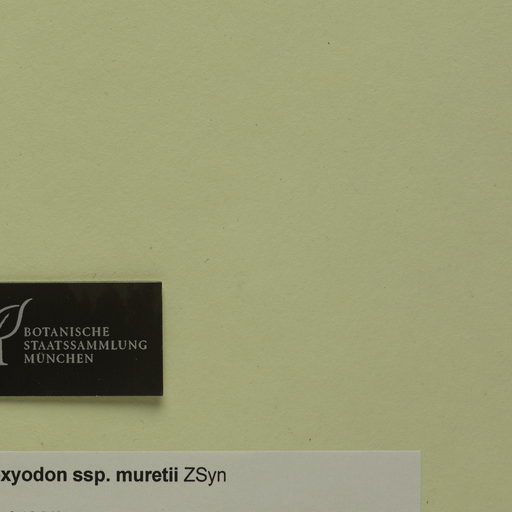 BOTANISCHE
STAATSSAMMLUNG
MÜNCHEN
xyodon ssp. muretii ZSyn